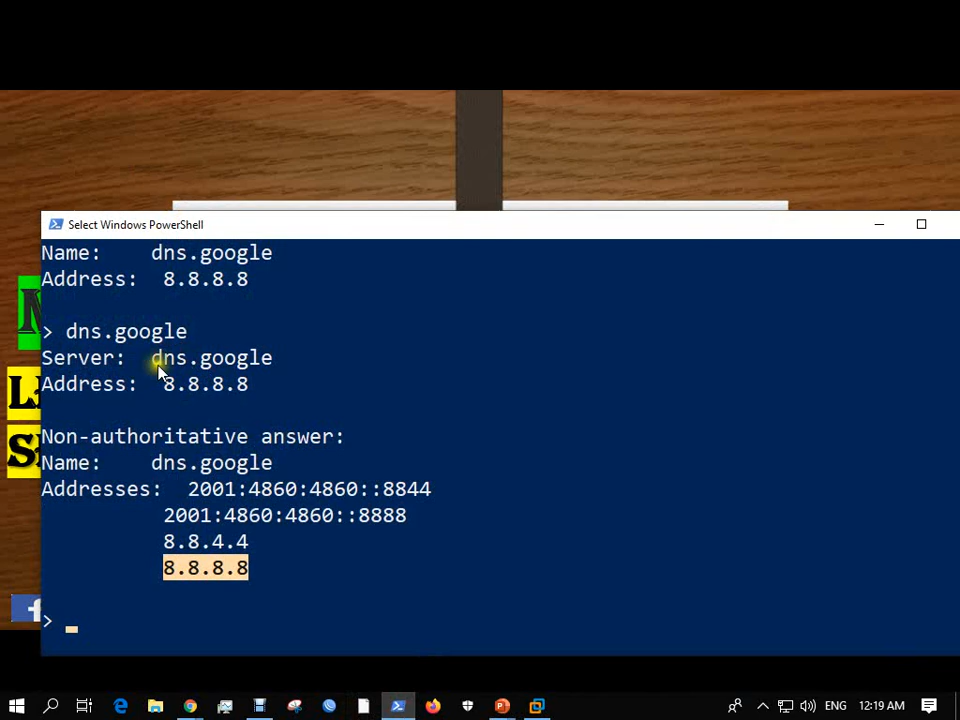 Select Windows PowerShell
Name:    dns.google
Address:  8.8.8.8
> dns.google
Server:  dns.google
Address:  8.8.8.8
Non-authoritative answer:
Name:    dns.google
Addresses:  2001:4860:4860::8844
2001:4860:4860::8888
8.8.4.4
8.8.8.8
>
ENG
12:19 AM